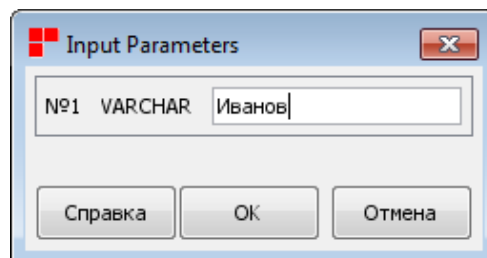 Input Parameters
№1 VARCHAR Иванов
Справка OK Отмена